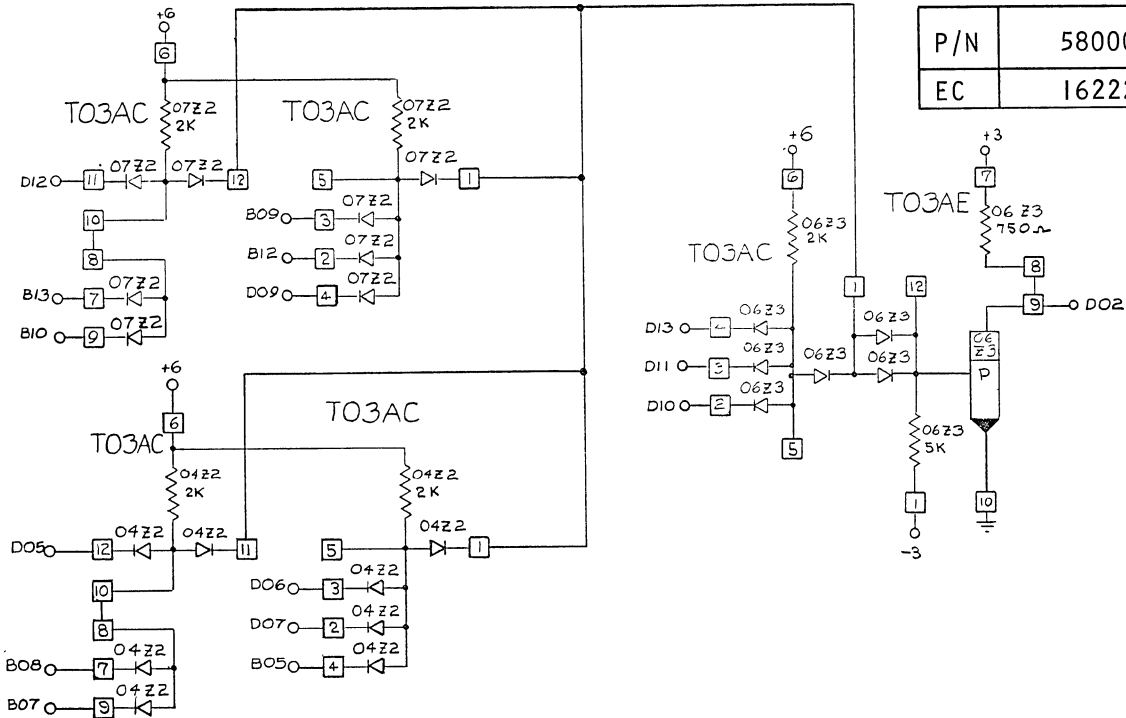 P/N 58000
EC 16222
+6
6
TO3AC
07Z2
2K
TO3AC
07Z2
2K
D12
11
07Z2
07Z2
12
5
07Z2
1
10
8
B09
3
07Z2
B12
2
07Z2
D09
4
07Z2
B13
7
07Z2
B10
9
07Z2
+6
6
TO3AC
04Z2
2K
TO3AC
04Z2
2K
D05
12
04Z2
04Z2
11
5
04Z2
1
10
8
D06
3
04Z2
D07
2
04Z2
B05
4
04Z2
B08
7
04Z2
B07
9
04Z2
+6
6
TO3AC
06Z3
2K
D13
4
06Z3
D11
3
06Z3
D10
2
06Z3
5
06Z3
1
06Z3
06Z3
12
06Z3
5K
1
-3
+3
7
TO3AE
06Z3
750Ω
8
9
D02
06
Z3
P
10